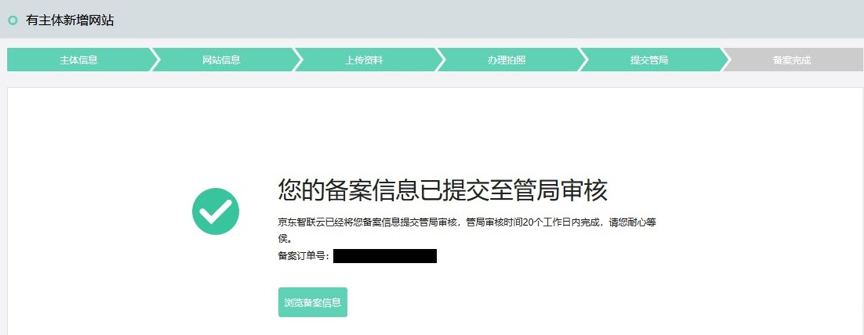 有主体新增网站
主体信息
网站信息
上传资料
办理拍照
提交管局
备案完成
您的备案信息已提交至管局审核
京东智联云已经将您备案信息提交管局审核，管局审核时间20个工作日内完成，请您耐心等
侯。
备案订单号：
浏览备案信息